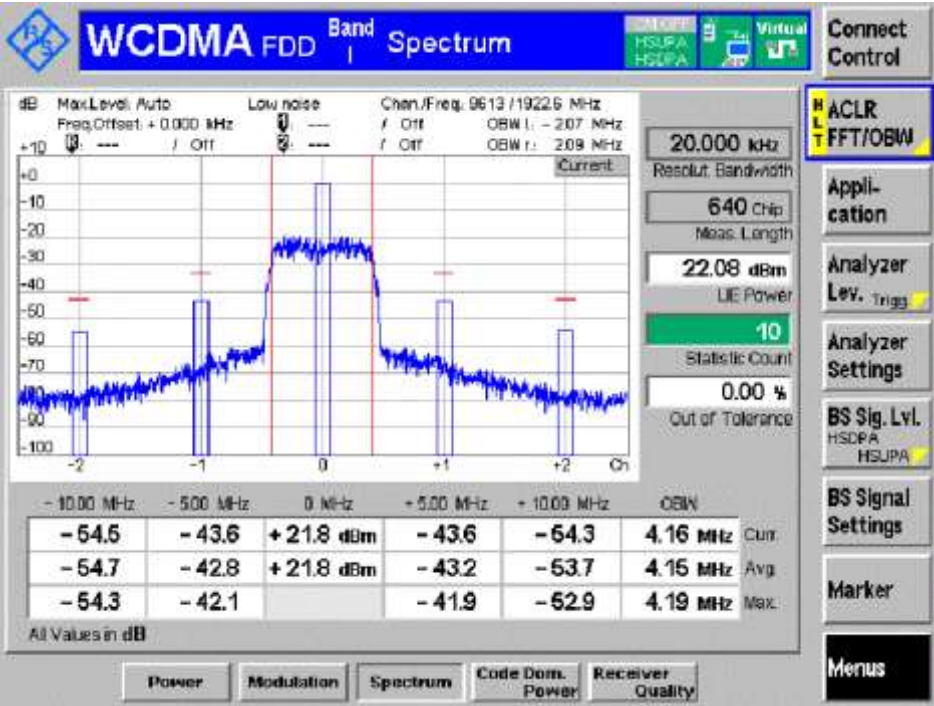 R&S
WCDMA FDD Band I Spectrum
HSUPA
HSDPA
Virtual
Connect Control
dB Max.Level: Auto Low noise Chan./Freq.: 9613 / 1922.6 MHz
Freq.Offset: + 0.000 kHz 1: --- / Off OBW l.: - 2.07 MHz
R: --- / Off 2: --- / Off OBW r.: 2.09 MHz
Current
+10
+0
-10
-20
-30
-40
-50
-60
-70
-80
-90
-100
-2 -1 0 +1 +2 Ch
20.000 kHz
Resolut. Bandwidth
640 Chip
Meas. Length
22.08 dBm
UE Power
10
Statistic Count
0.00 %
Out of Tolerance
- 10.00 MHz - 5.00 MHz 0 MHz + 5.00 MHz + 10.00 MHz OBW
- 54.5 - 43.6 + 21.8 dBm - 43.6 - 54.3 4.16 MHz Curr.
- 54.7 - 42.8 + 21.8 dBm - 43.2 - 53.7 4.15 MHz Avg.
- 54.3 - 42.1 - 41.9 - 52.9 4.19 MHz Max.
All Values in dB
HLT
ACLR
FFT/OBW
Appli-
cation
Analyzer
Lev. Trigg.
Analyzer
Settings
BS Sig. Lvl.
HSDPA
HSUPA
BS Signal
Settings
Marker
Menus
Power Modulation Spectrum Code Dom. Power Receiver Quality